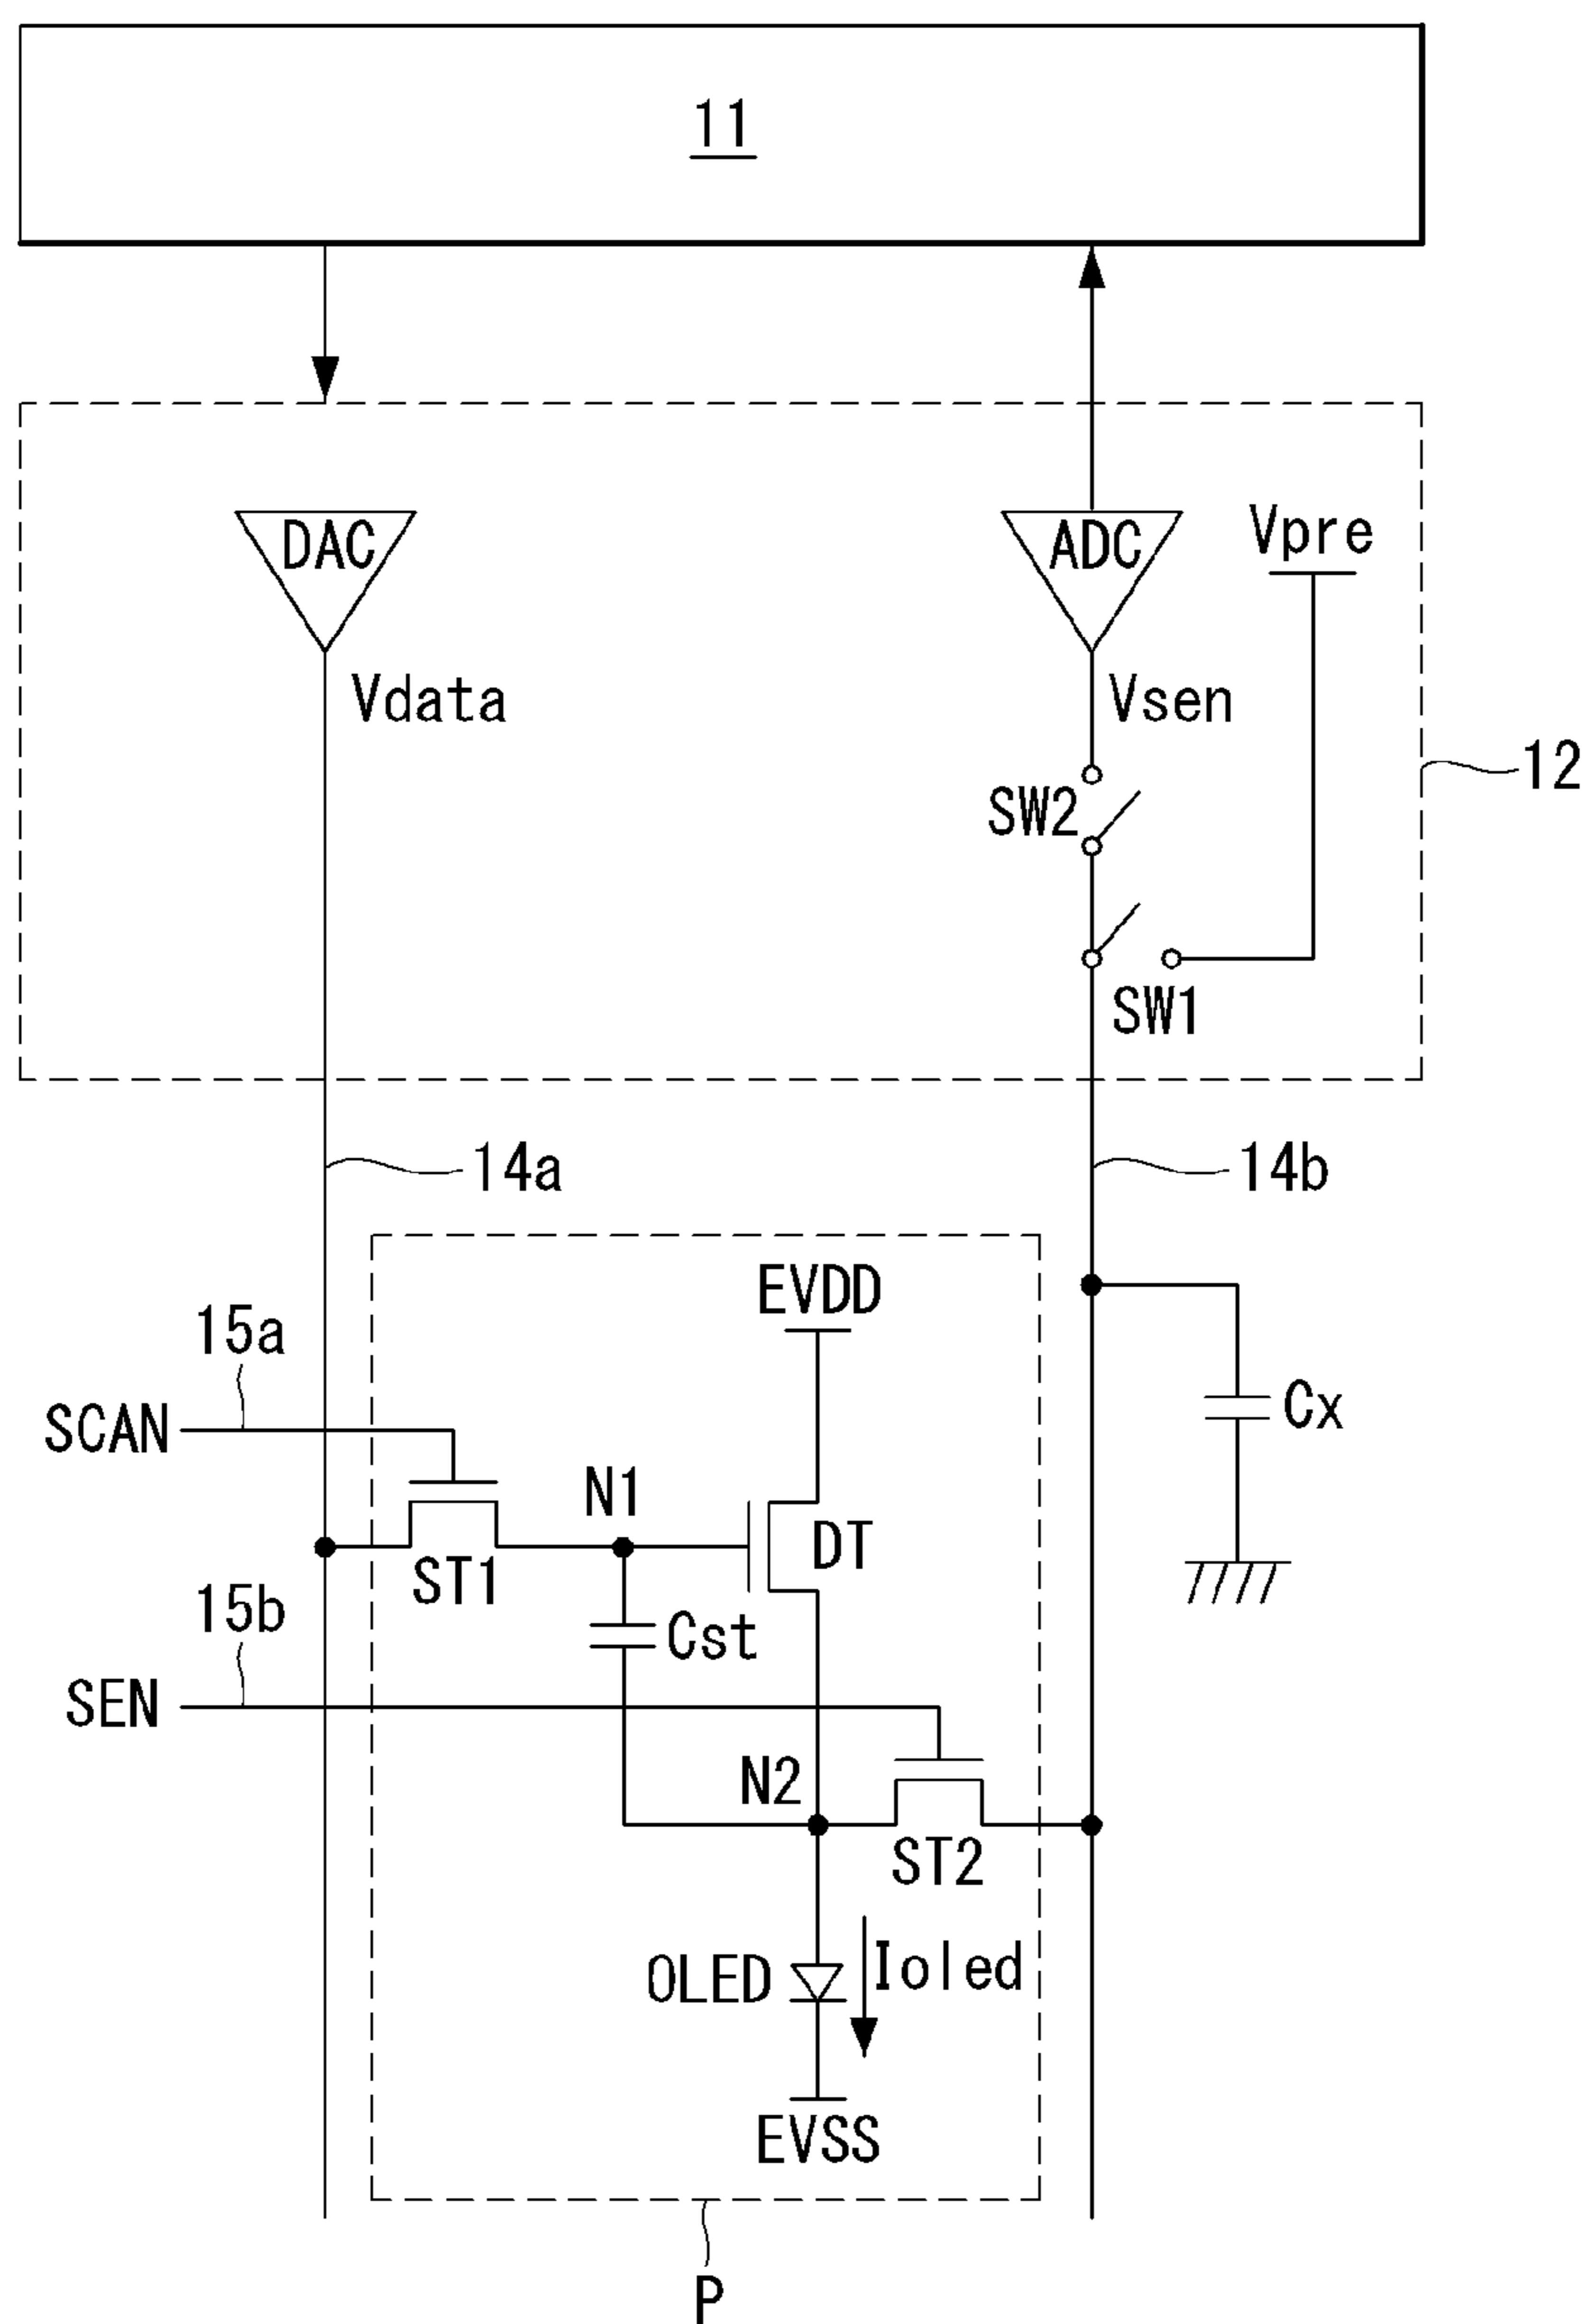 11
DAC
ADC
Vpre
Vdata
Vsen
12
SW2
SW1
14a
14b
EVDD
15a
Cx
SCAN
N1
DT
ST1
15b
Cst
SEN
N2
ST2
OLED
Ioled
EVSS
P